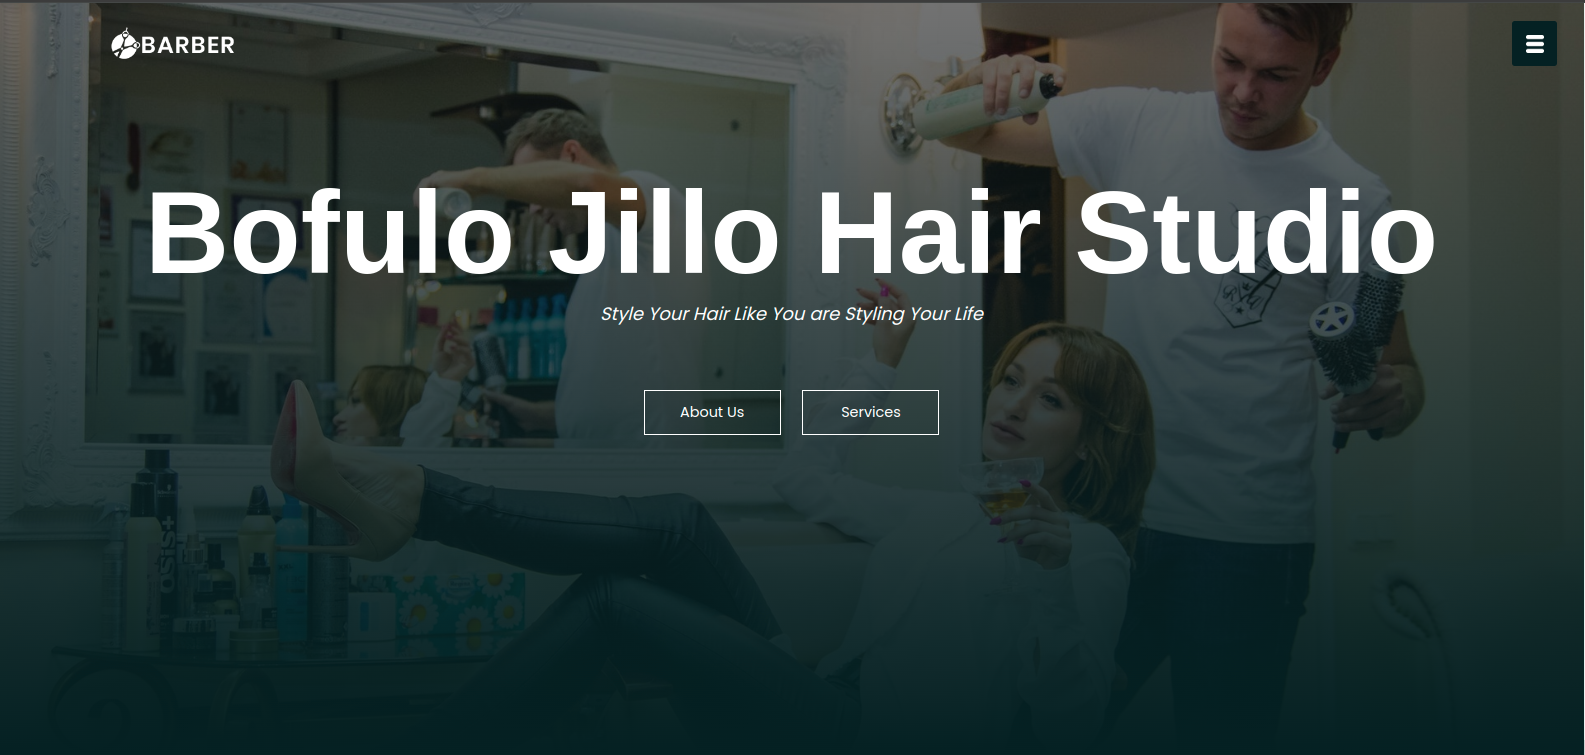 BARBER
Bofulo Jillo Hair Studio
Style Your Hair Like You are Styling Your Life
About Us
Services
OSiS+